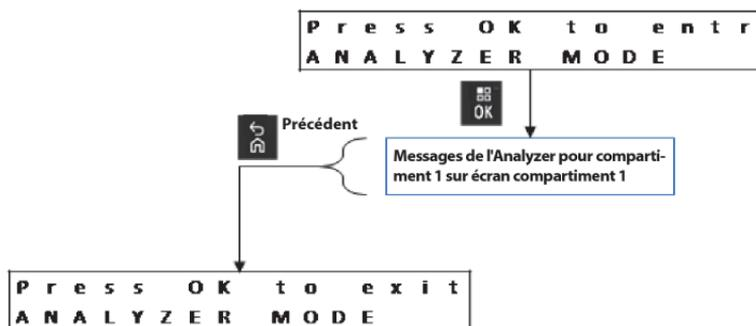 Press OK to entr
ANALYZER MODE
OK
Précédent
Messages de l'Analyzer pour comparti-
ment 1 sur écran compartiment 1
Press OK to exit
ANALYZER MODE